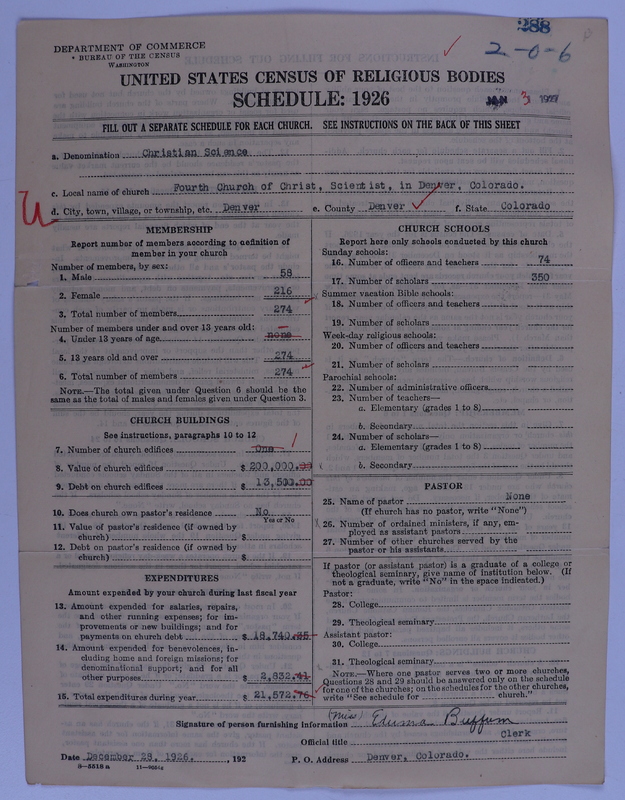 288
2-0-6
DEPARTMENT OF COMMERCE
BUREAU OF THE CENSUS
WASHINGTON
UNITED STATES CENSUS OF RELIGIOUS BODIES
SCHEDULE: 1926
JAN 3 1927
FILL OUT A SEPARATE SCHEDULE FOR EACH CHURCH. SEE INSTRUCTIONS ON THE BACK OF THIS SHEET
a. Denomination Christian Science
c. Local name of church Fourth Church of Christ, Scientist, in Denver, Colorado.
d. City, town, village, or township, etc. Denver e. County Denver f. State Colorado
MEMBERSHIP
Report number of members according to definition of
member in your church
Number of members, by sex:
1. Male 58
2. Female 216
3. Total number of members 274
Number of members under and over 13 years old:
4. Under 13 years of age none
5. 13 years old and over 274
6. Total number of members 274
NOTE.—The total given under Question 6 should be the
same as the total of males and females given under Question 3.
CHURCH BUILDINGS
See instructions, paragraphs 10 to 12
7. Number of church edifices One 1
8. Value of church edifices $ 200,000.00
9. Debt on church edifices $ 13,500.00
10. Does church own pastor's residence No
Yes or No
11. Value of pastor's residence (if owned by
church) $
12. Debt on pastor's residence (if owned by
church) $
EXPENDITURES
Amount expended by your church during last fiscal year
13. Amount expended for salaries, repairs,
and other running expenses; for im-
provements or new buildings; and for
payments on church debt $ 18,740.35
14. Amount expended for benevolences, in-
cluding home and foreign missions; for
denominational support; and for all
other purposes $ 2,832.41
15. Total expenditures during year $ 21,572.76
CHURCH SCHOOLS
Report here only schools conducted by this church
Sunday schools:
16. Number of officers and teachers 74
17. Number of scholars 350
Summer vacation Bible schools:
18. Number of officers and teachers
19. Number of scholars
Week-day religious schools:
20. Number of officers and teachers
21. Number of scholars
Parochial schools:
22. Number of administrative officers
23. Number of teachers—
a. Elementary (grades 1 to 8)
b. Secondary
24. Number of scholars—
a. Elementary (grades 1 to 8)
b. Secondary
PASTOR
25. Name of pastor None
(If church has no pastor, write "None")
26. Number of ordained ministers, if any, em-
ployed as assistant pastors
27. Number of other churches served by the
pastor or his assistants
If pastor (or assistant pastor) is a graduate of a college or
theological seminary, give name of institution below. (If
not a graduate, write "No" in the space indicated.)
Pastor:
28. College
29. Theological seminary
Assistant pastor:
30. College
31. Theological seminary
NOTE.—Where one pastor serves two or more churches,
Questions 28 and 29 should be answered only on the schedule
for one of the churches; on the schedules for the other churches,
write "See schedule for church."
Signature of person furnishing information (Miss) Edmma Buffum
Official title Clerk
Date December 28, 1926. , 192 P. O. Address Denver, Colorado.